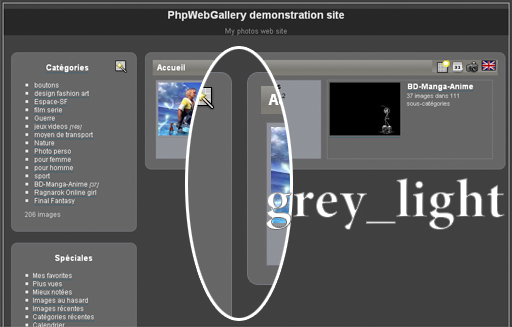 PhpWebGallery demonstration site
My photos web site
Catégories
boutons
design fashion art
Espace-SF
film serie
Guerre
jeux videos [159]
moyen de transport
Nature
Photo perso
pour femme
pour homme
sport
BD-Manga-Anime [37]
Ragnarok Online girl
Final Fantasy
206 images
Spéciales
Mes favorites
Plus vues
Mieux notées
Images au hasard
Images récentes
Catégories récentes
Calendrier
Accueil
BD-Manga-Anime
37 images dans 111
sous-catégories
grey_light